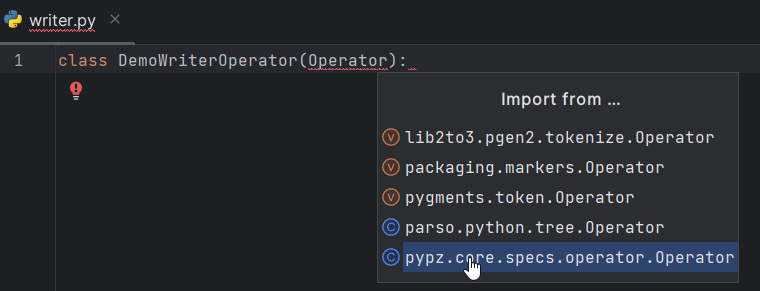 writer.py
1 class DemoWriterOperator(Operator):
Import from ...
lib2to3.pgen2.tokenize.Operator
packaging.markers.Operator
pygments.token.Operator
parso.python.tree.Operator
pypz.core.specs.operator.Operator